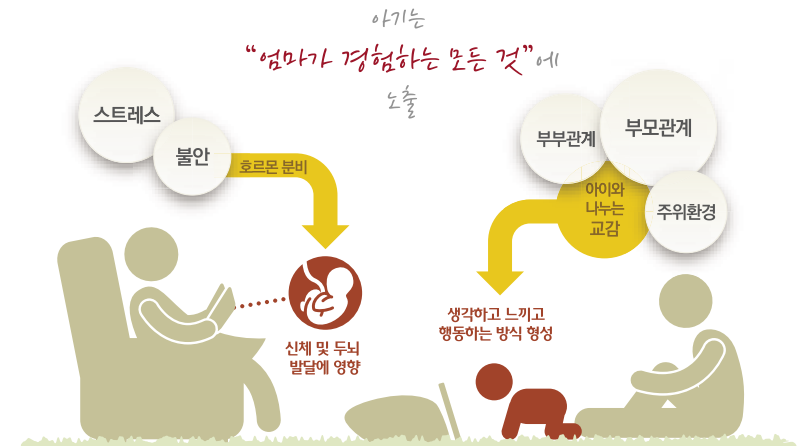 아기는
“엄마가 경험하는 모든 것”에
노출
스트레스
불안
호르몬 분비
신체 및 두뇌
발달에 영향
부부관계
부모관계
주위환경
아이와
나누는
교감
생각하고 느끼고
행동하는 방식 형성